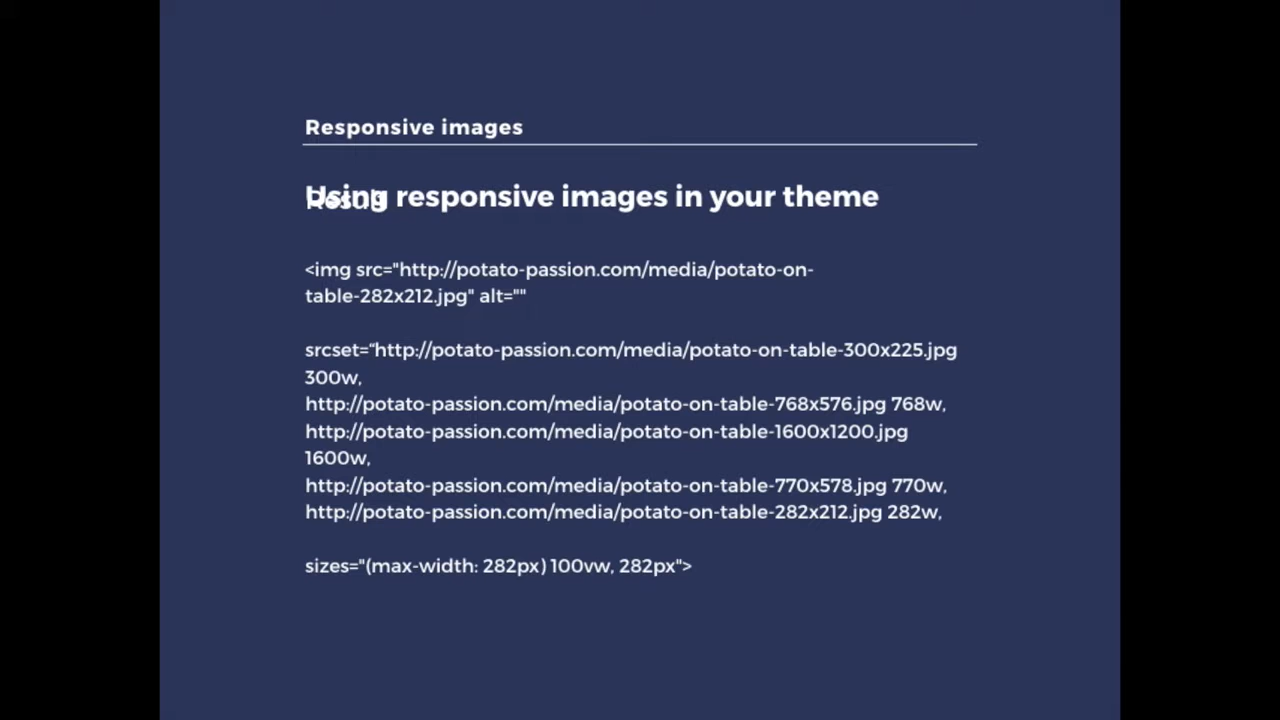 Responsive images
Using responsive images in your theme
Result
<img src="http://potato-passion.com/media/potato-on-
table-282x212.jpg" alt=""
srcset=“http://potato-passion.com/media/potato-on-table-300x225.jpg
300w,
http://potato-passion.com/media/potato-on-table-768x576.jpg 768w,
http://potato-passion.com/media/potato-on-table-1600x1200.jpg
1600w,
http://potato-passion.com/media/potato-on-table-770x578.jpg 770w,
http://potato-passion.com/media/potato-on-table-282x212.jpg 282w,
sizes="(max-width: 282px) 100vw, 282px">